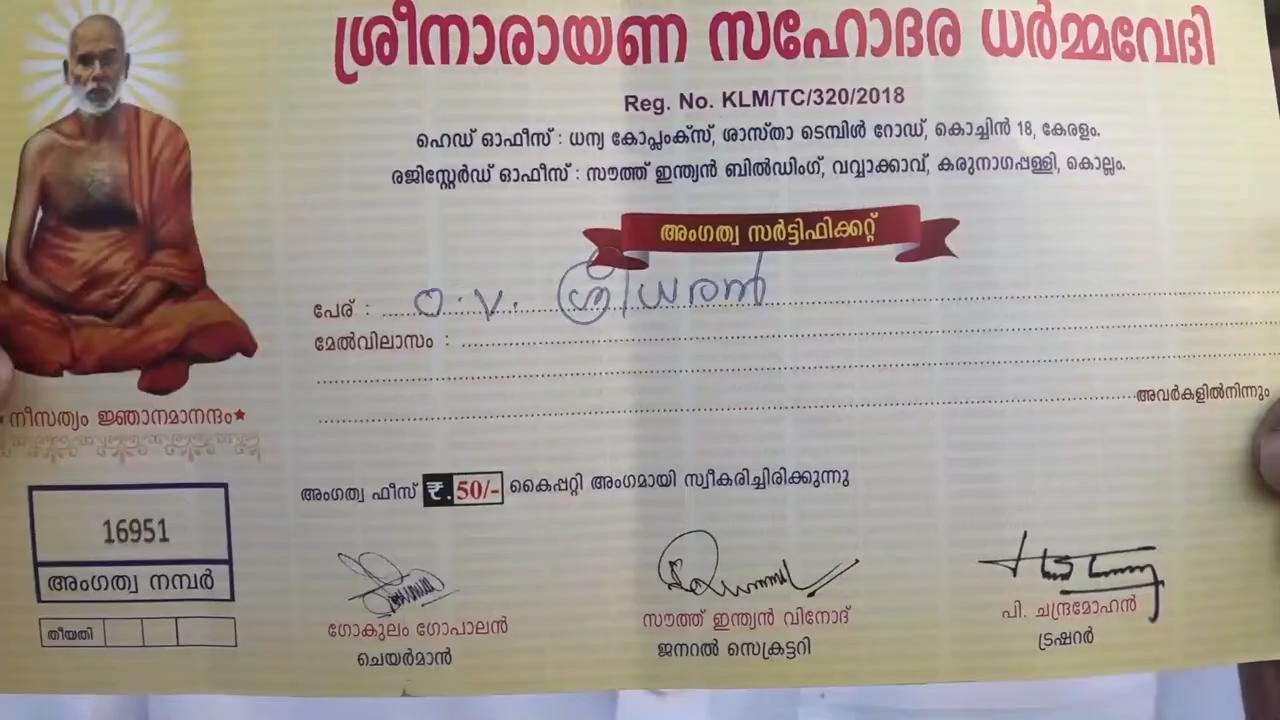 ശ്രീനാരായണ സഹോദര ധർമ്മവേദി
Reg. No. KLM/TC/320/2018
ഹെഡ് ഓഫീസ് : ധന്യ കോപ്ലംക്സ്, ശാസ്താ ടെമ്പിൾ റോഡ്, കൊച്ചിൻ 18, കേരളം.
രജിസ്റ്റേർഡ് ഓഫീസ് : സൗത്ത് ഇന്ത്യൻ ബിൽഡിംഗ്, വവ്വാക്കാവ്, കരുനാഗപ്പള്ളി, കൊല്ലം.
അംഗത്വ സർട്ടിഫിക്കറ്റ്
പേര് : ഒ.വ. ശ്രീധരൻ
മേൽവിലാസം :
അവർകളിൽനിന്നും
നീസത്യം ജ്ഞാനമാനന്ദം
അംഗത്വ ഫീസ് ₹.50/- കൈപ്പറ്റി അംഗമായി സ്വീകരിച്ചിരിക്കുന്നു
16951
അംഗത്വ നമ്പർ
തീയതി
ഗോകുലം ഗോപാലൻ
ചെയർമാൻ
സൗത്ത് ഇന്ത്യൻ വിനോദ്
ജനറൽ സെക്രട്ടറി
പി. ചന്ദ്രമോഹൻ
ട്രഷറർ